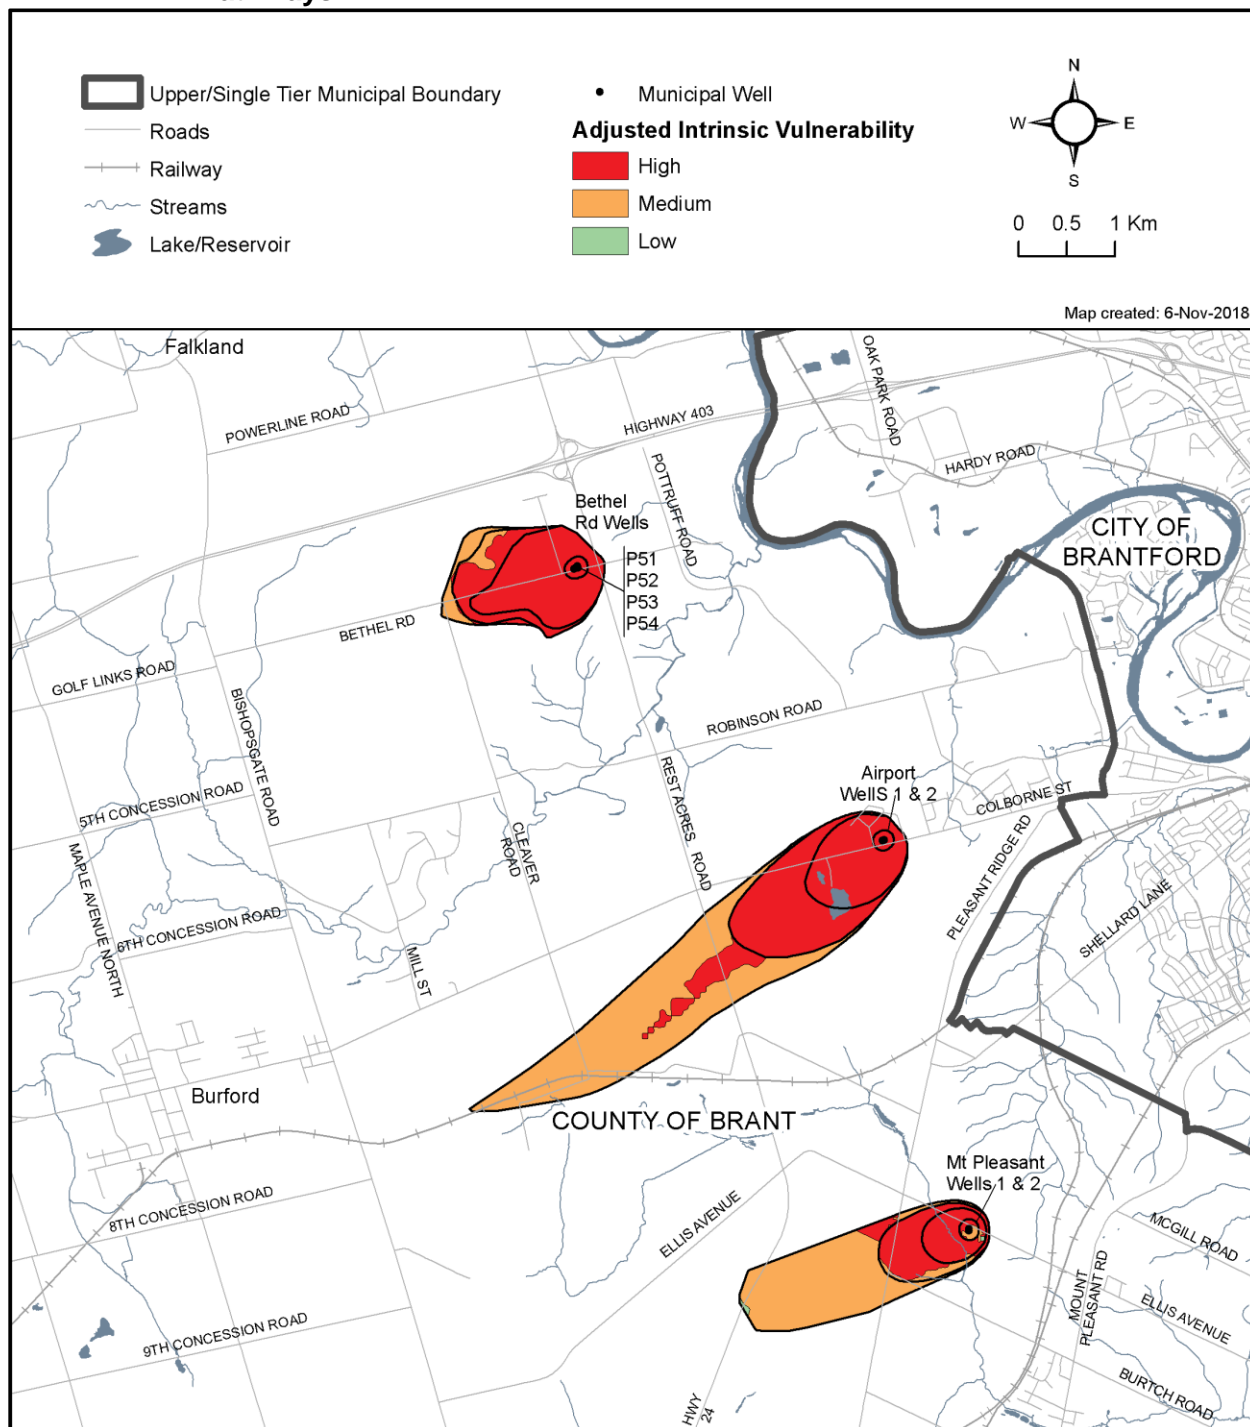 Upper/Single Tier Municipal Boundary
Roads
Railway
Streams
Lake/Reservoir
Municipal Well
Adjusted Intrinsic Vulnerability
High
Medium
Low
N
W
E
S
0 0.5 1 Km
Map created: 6-Nov-2018
Falkland
POWERLINE ROAD
HIGHWAY 403
OAK PARK ROAD
HARDY ROAD
POTTRUFF ROAD
Bethel
Rd Wells
P51
P52
P53
P54
CITY OF
BRANTFORD
BETHEL RD
GOLF LINKS ROAD
BISHOPSGATE ROAD
ROBINSON ROAD
REST ACRES ROAD
Airport
WellS 1 & 2
COLBORNE ST
5TH CONCESSION ROAD
CLEAVER
ROAD
MAPLE AVENUE NORTH
PLEASANT RIDGE RD
SHELLARD LANE
6TH CONCESSION ROAD
MILL ST
Burford
COUNTY OF BRANT
Mt Pleasant
Wells 1 & 2
8TH CONCESSION ROAD
ELLIS AVENUE
MCGILL ROAD
MOUNT
PLEASANT RD
ELLIS AVENUE
9TH CONCESSION ROAD
BURTCH ROAD
HWY
24